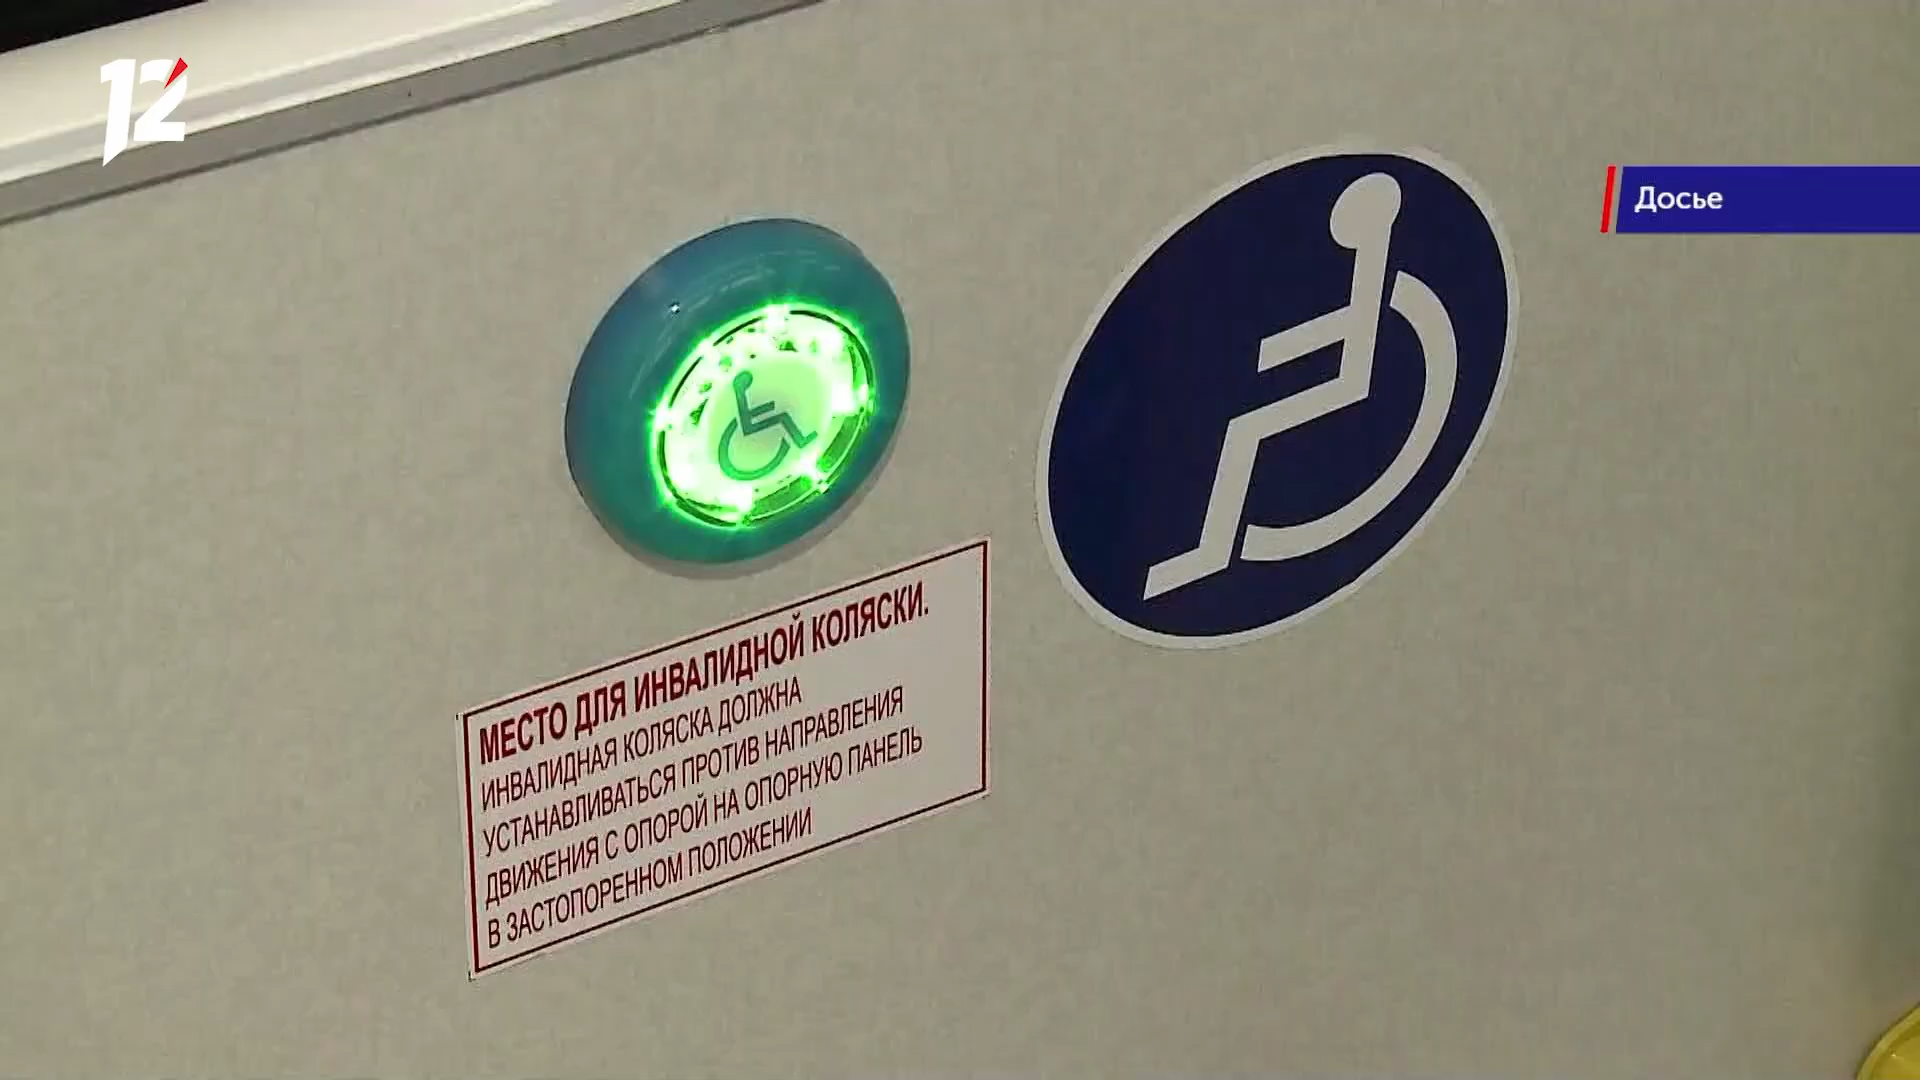 12
Досье
МЕСТО ДЛЯ ИНВАЛИДНОЙ КОЛЯСКИ.
ИНВАЛИДНАЯ КОЛЯСКА ДОЛЖНА
УСТАНАВЛИВАТЬСЯ ПРОТИВ НАПРАВЛЕНИЯ
ДВИЖЕНИЯ С ОПОРОЙ НА ОПОРНУЮ ПАНЕЛЬ
В ЗАСТОПОРЕННОМ ПОЛОЖЕНИИ